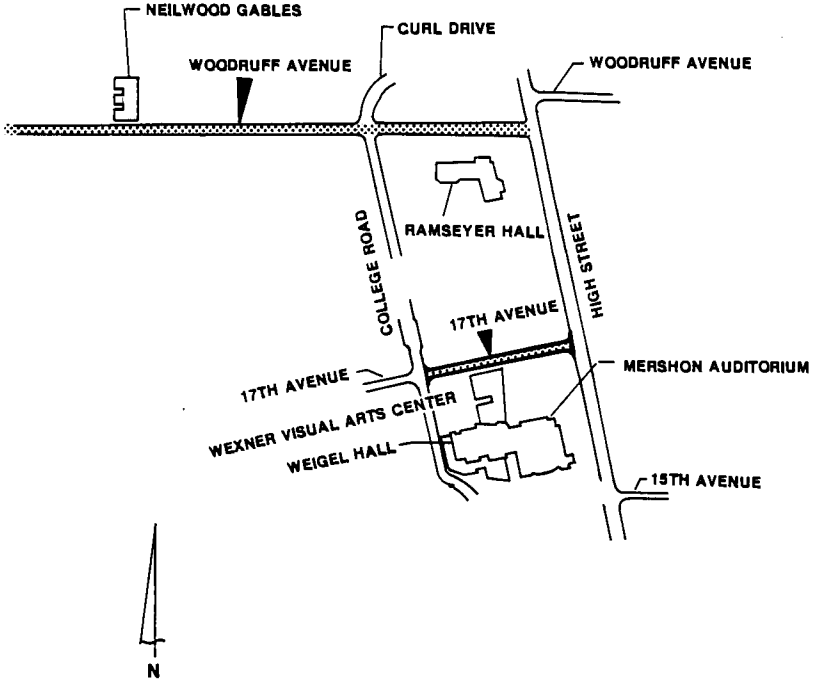 NEILWOOD GABLES
CURL DRIVE
WOODRUFF AVENUE
WOODRUFF AVENUE
RAMSEYER HALL
COLLEGE ROAD
HIGH STREET
17TH AVENUE
MERSHON AUDITORIUM
17TH AVENUE
WEXNER VISUAL ARTS CENTER
WEIGEL HALL
15TH AVENUE
N